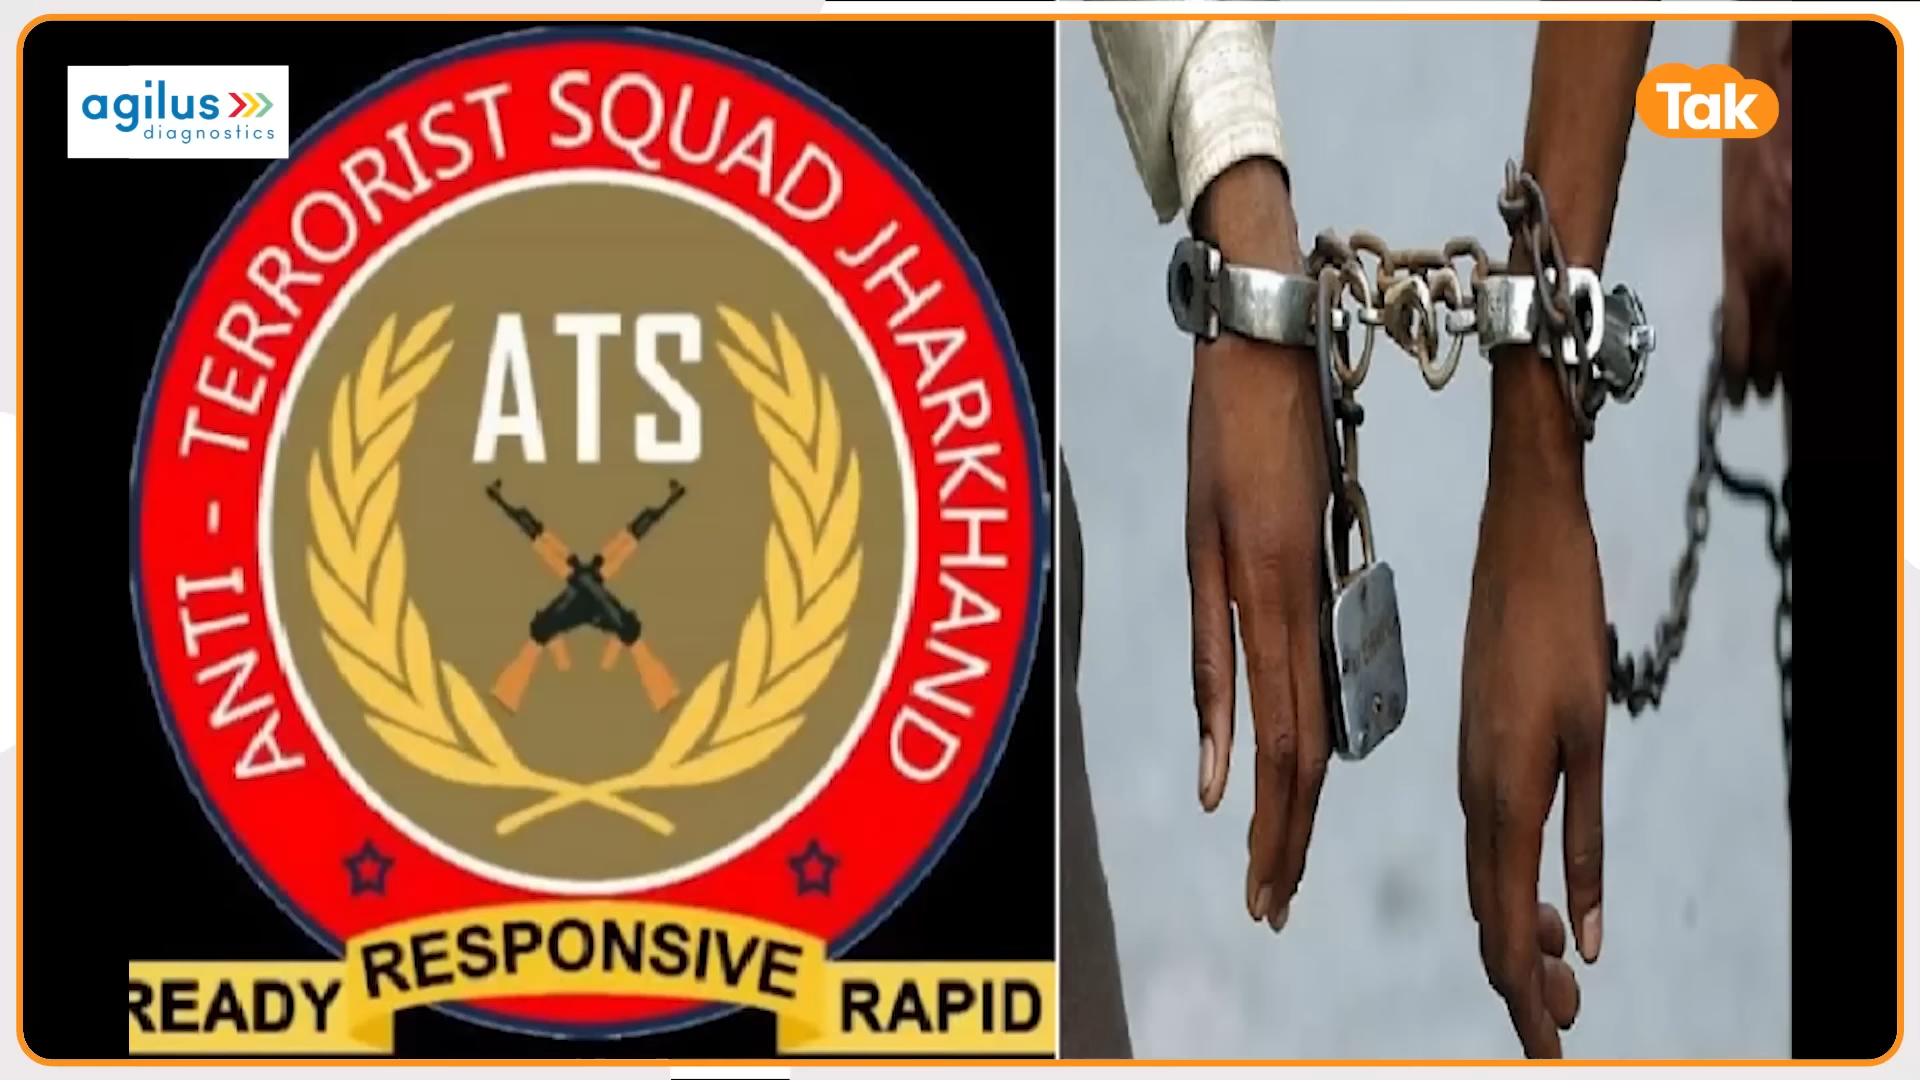 agilus
diagnostics
Tak
ANTI - TERRORIST SQUAD JHARKHAND
ATS
READY RESPONSIVE RAPID